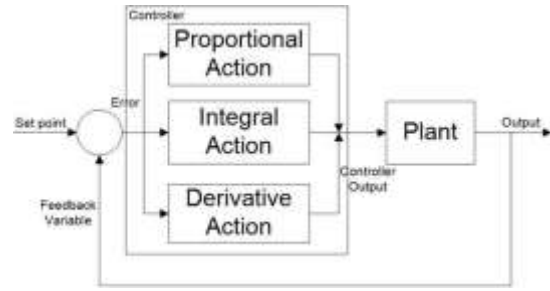 Controller
Proportional
Action
Error
Set point
Integral
Action
Plant
Output
Controller
Output
Feedback
Variable
Derivative
Action